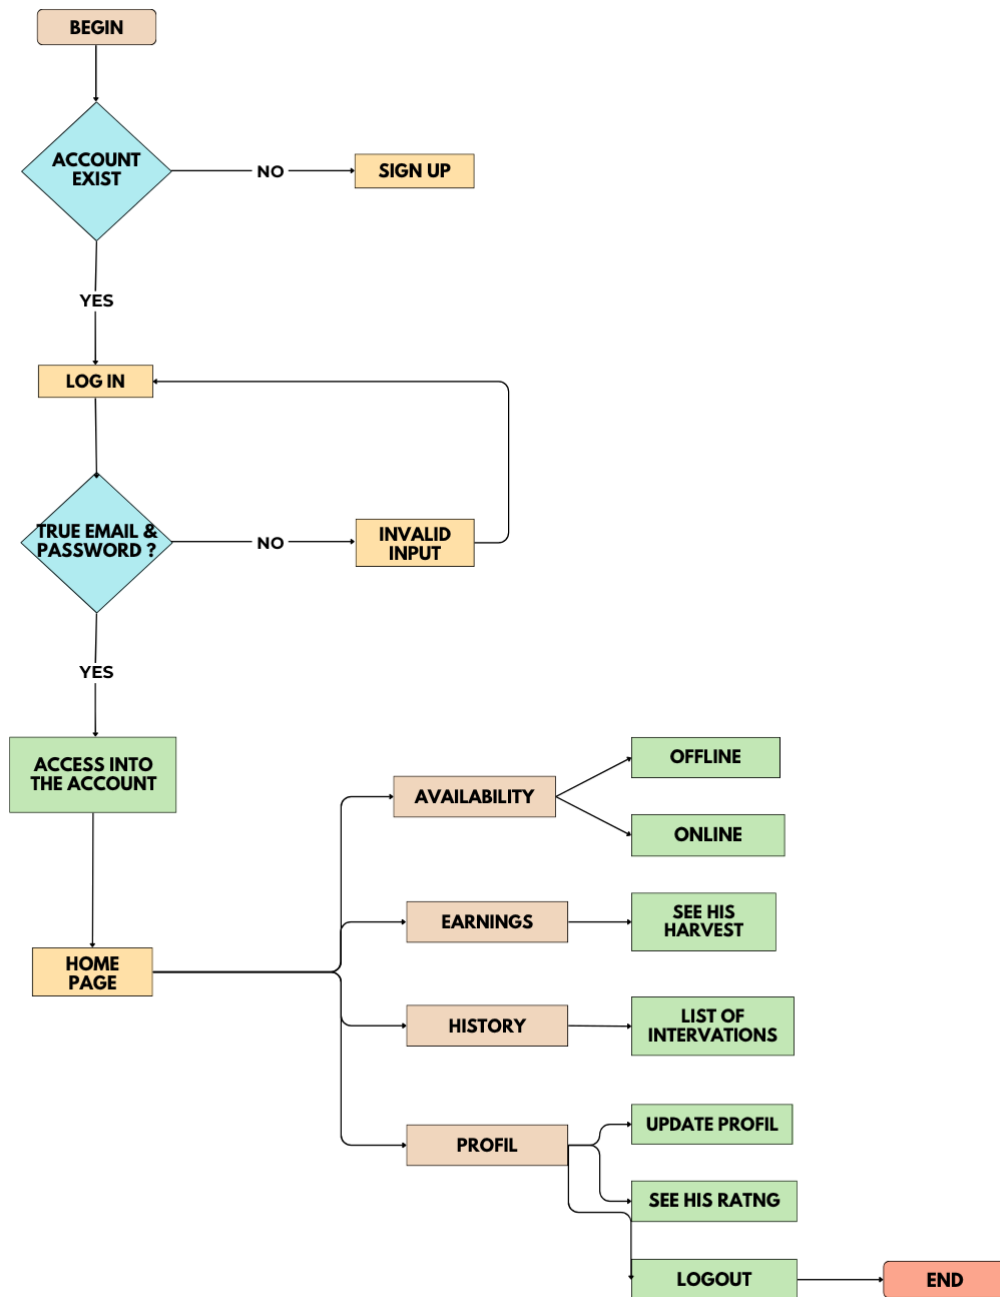 BEGIN
ACCOUNT
EXIST
NO
SIGN UP
YES
LOG IN
TRUE EMAIL &
PASSWORD ?
NO
INVALID
INPUT
YES
ACCESS INTO
THE ACCOUNT
HOME
PAGE
AVAILABILITY
OFFLINE
ONLINE
EARNINGS
SEE HIS
HARVEST
HISTORY
LIST OF
INTERVATIONS
PROFIL
UPDATE PROFIL
SEE HIS RATNG
LOGOUT
END